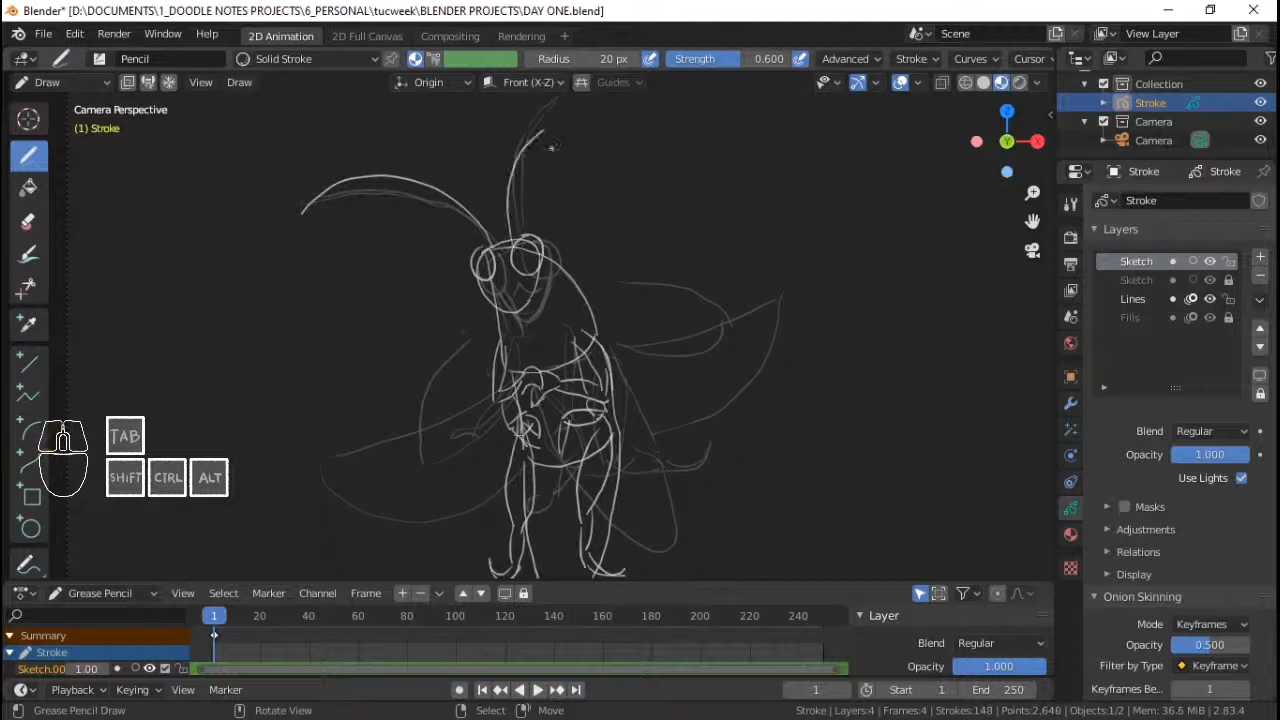 Blender* [D:\DOCUMENTS\1_DOODLE NOTES PROJECTS\6_PERSONAL\tucweek\BLENDER PROJECTS\DAY ONE.blend]
File Edit Render Window Help 2D Animation 2D Full Canvas Compositing Rendering Scene View Layer
Pencil Solid Stroke Radius 20 px Strength 0.600 Advanced Stroke Curves Cursor
Draw View Draw Origin Front (X-Z) Guides
Collection
Camera Perspective
(1) Stroke
Stroke
Camera
Camera
Stroke Stroke
Stroke
Layers
Sketch
Sketch
Lines
Fills
Blend Regular
TAB
Opacity 1.000
SHIFT CTRL ALT
Use Lights
Masks
Adjustments
Relations
Display
Grease Pencil Select Marker Channel Frame
Onion Skinning
1 20 40 60 80 100 120 140 160 180 200 220 240 Layer
Mode Keyframes
Summary
Blend Regular
Opacity 0.500
Stroke
Sketch.00 1.00
Opacity 1.000
Filter by Type Keyframe
Playback Keying View Marker 1 Start 1 End 250
Keyframes Be... 1
Grease Pencil Draw Rotate View Select Move Stroke | Layers:4 | Frames:4 | Strokes:148 | Points:2,640 | Objects:1/2 | Mem: 36.6 MiB | 2.83.4